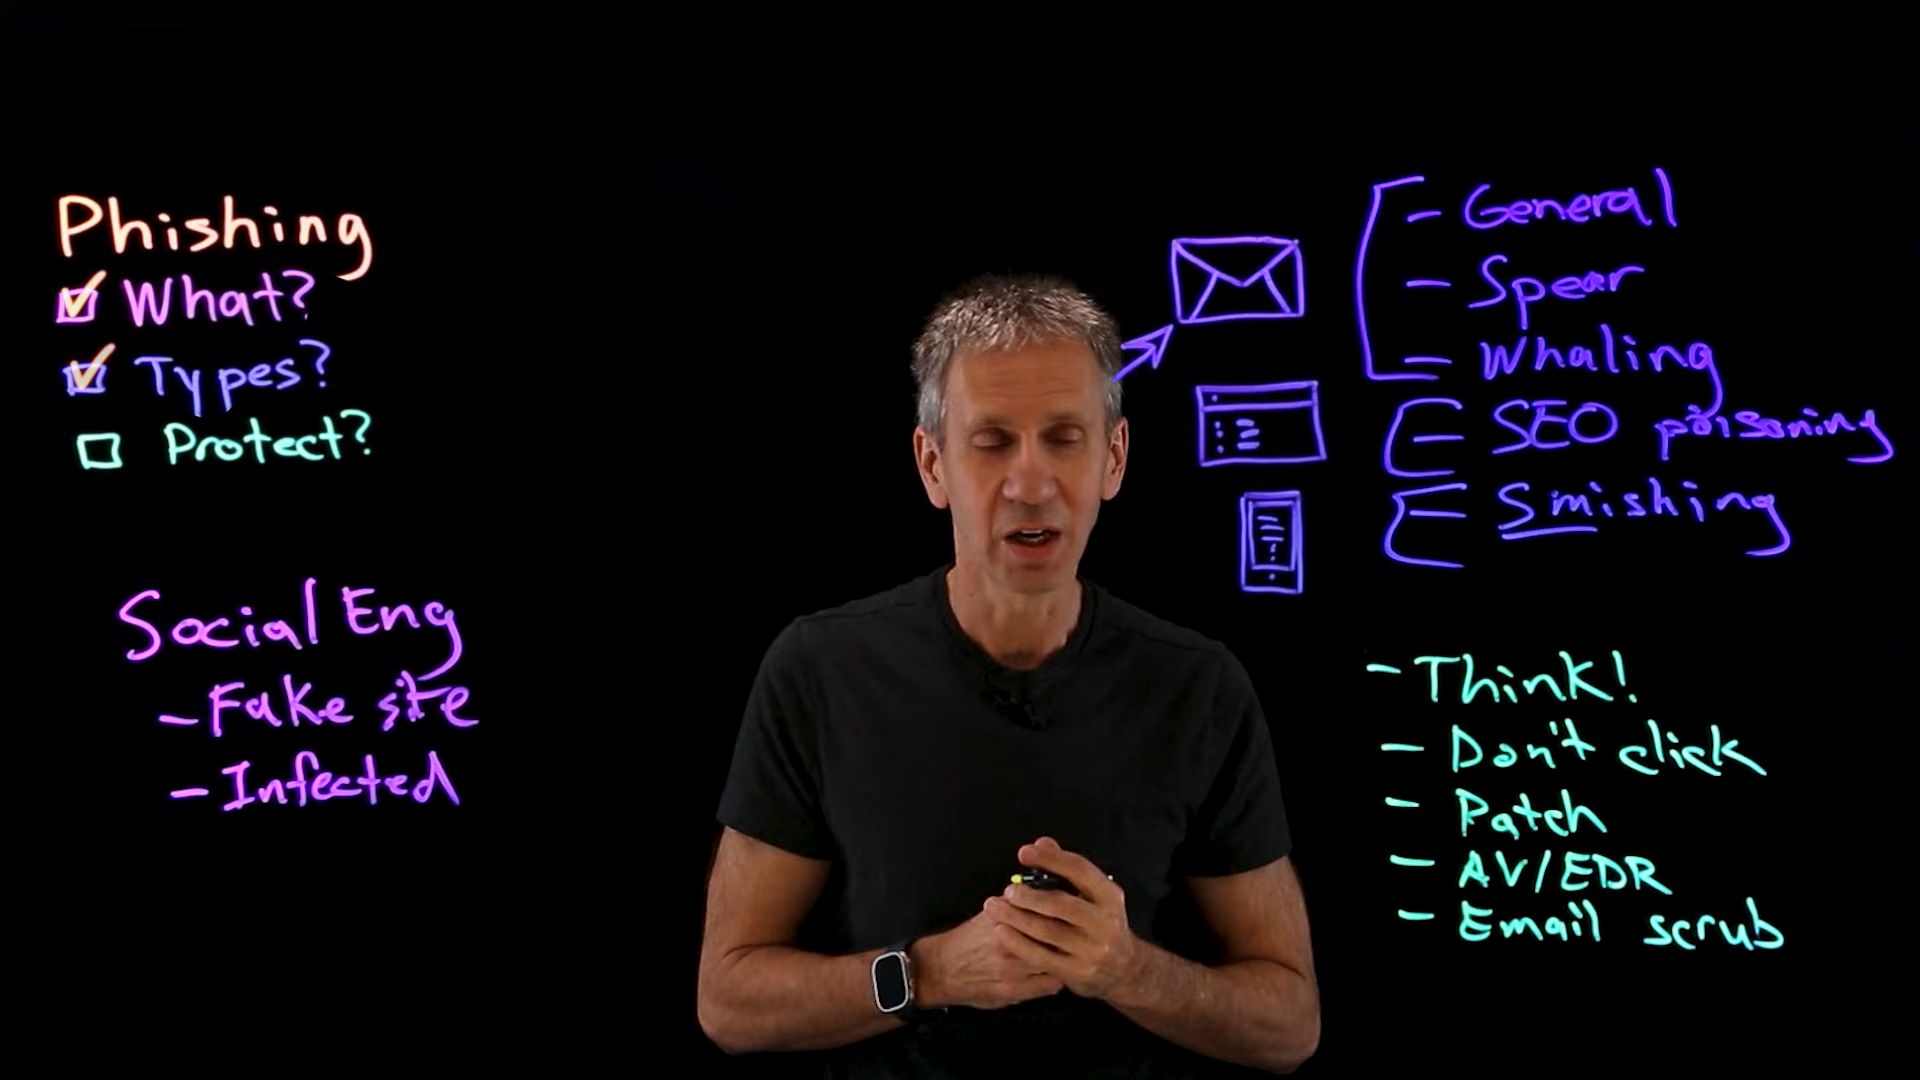 Phishing
What?
Types?
Protect?
Social Eng
- Fake site
- Infected
- General
- Spear
- Whaling
- SEO poisoning
- Smishing
- Think!
- Don't click
- Patch
- AV/EDR
- Email scrub